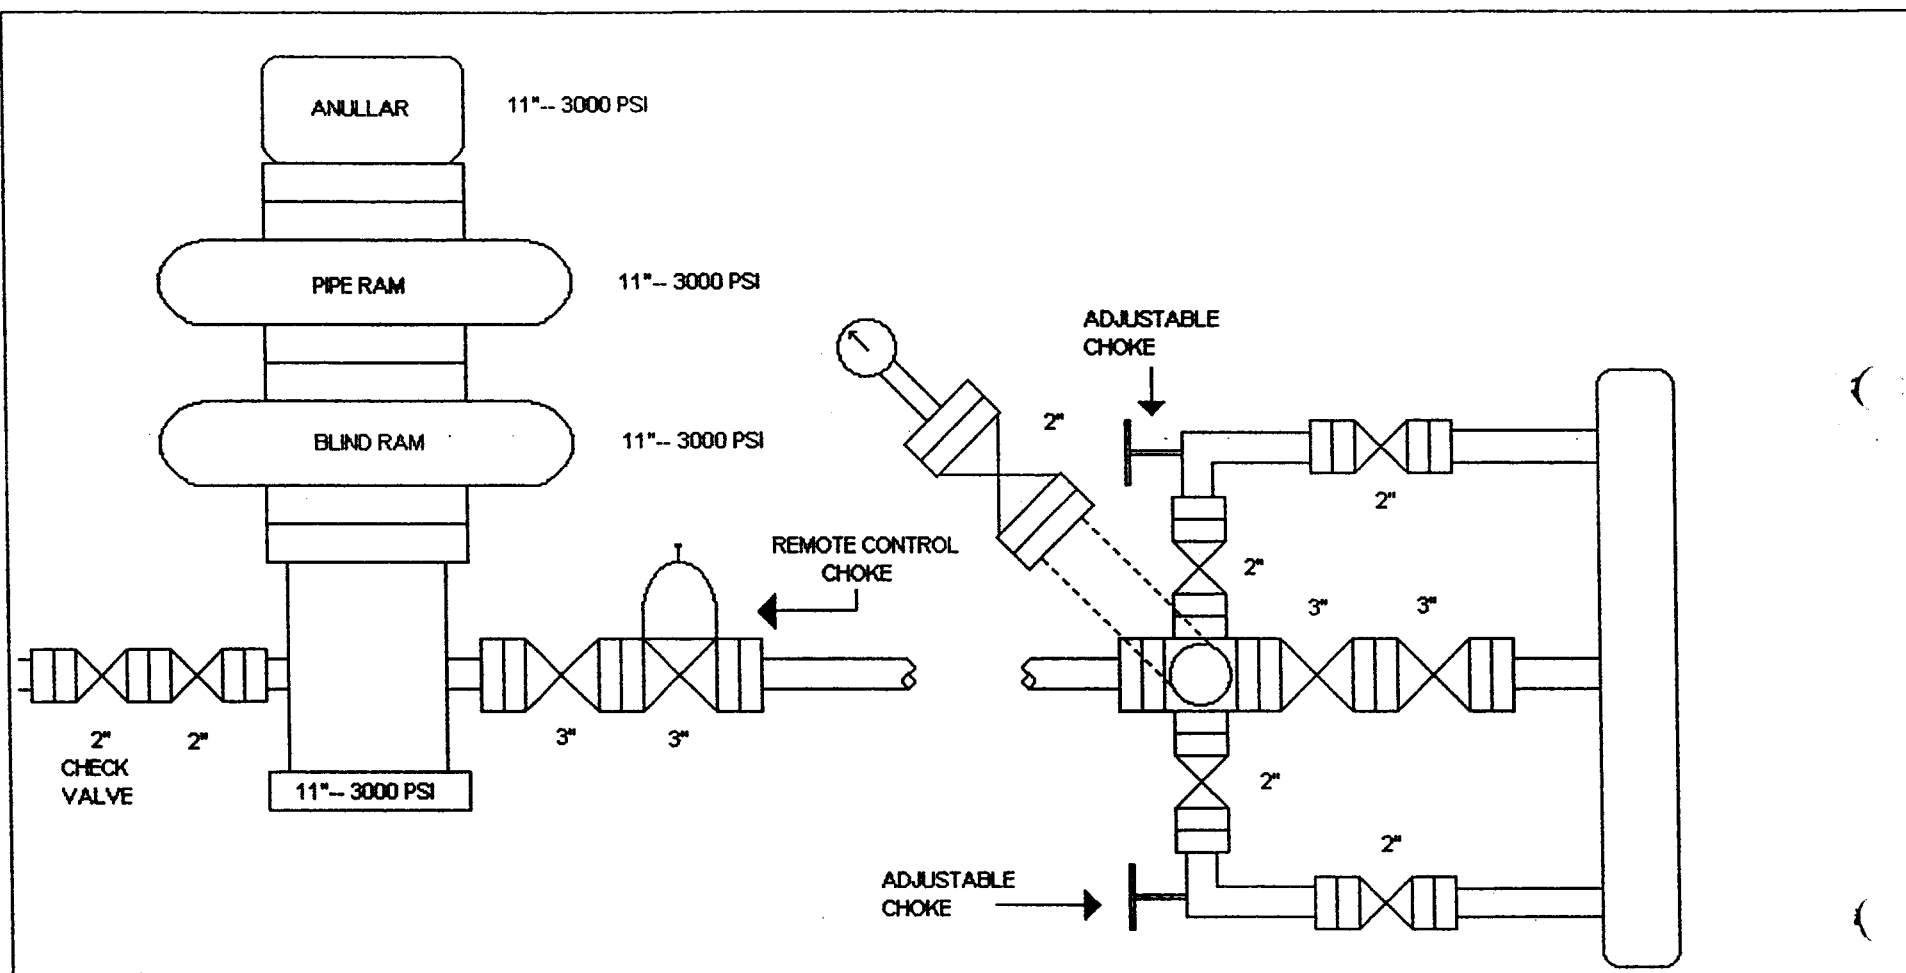 ANULLAR
11"-- 3000 PSI
PIPE RAM
11"-- 3000 PSI
BLIND RAM
11"-- 3000 PSI
ADJUSTABLE
CHOKE
2"
2"
REMOTE CONTROL
CHOKE
2"
3"
3"
2"
CHECK
VALVE
2"
3"
3"
11"-- 3000 PSI
2"
2"
ADJUSTABLE
CHOKE